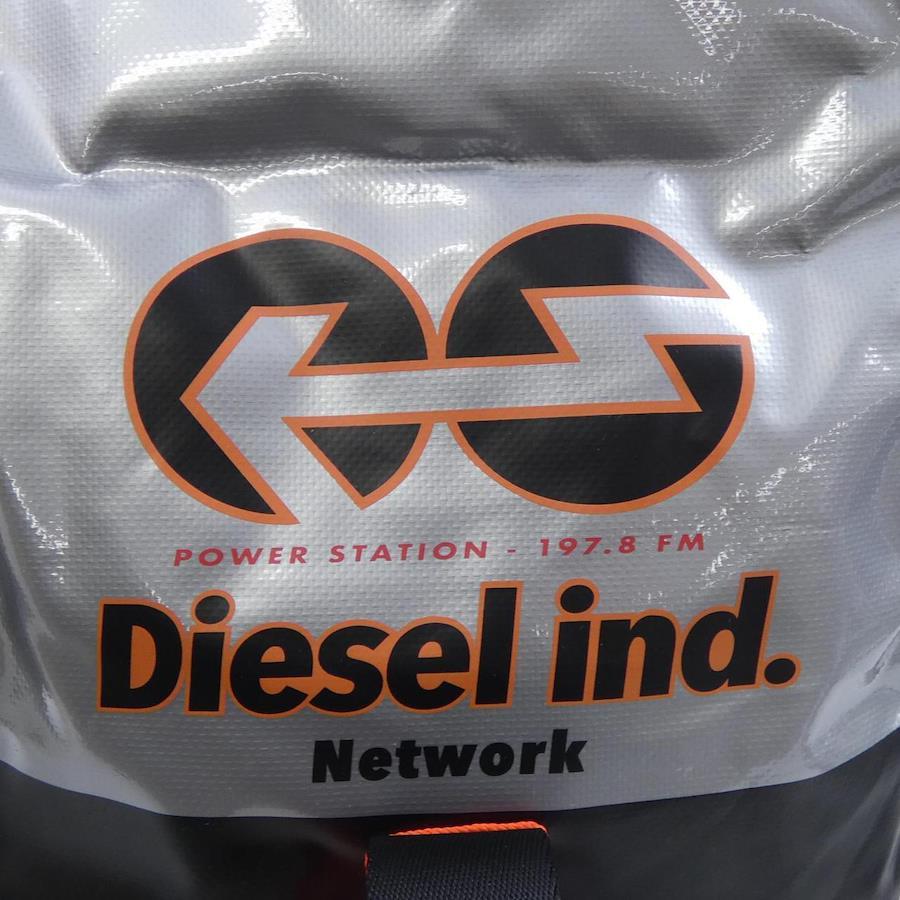 POWER STATION - 197.8 FM
Diesel ind.
Network